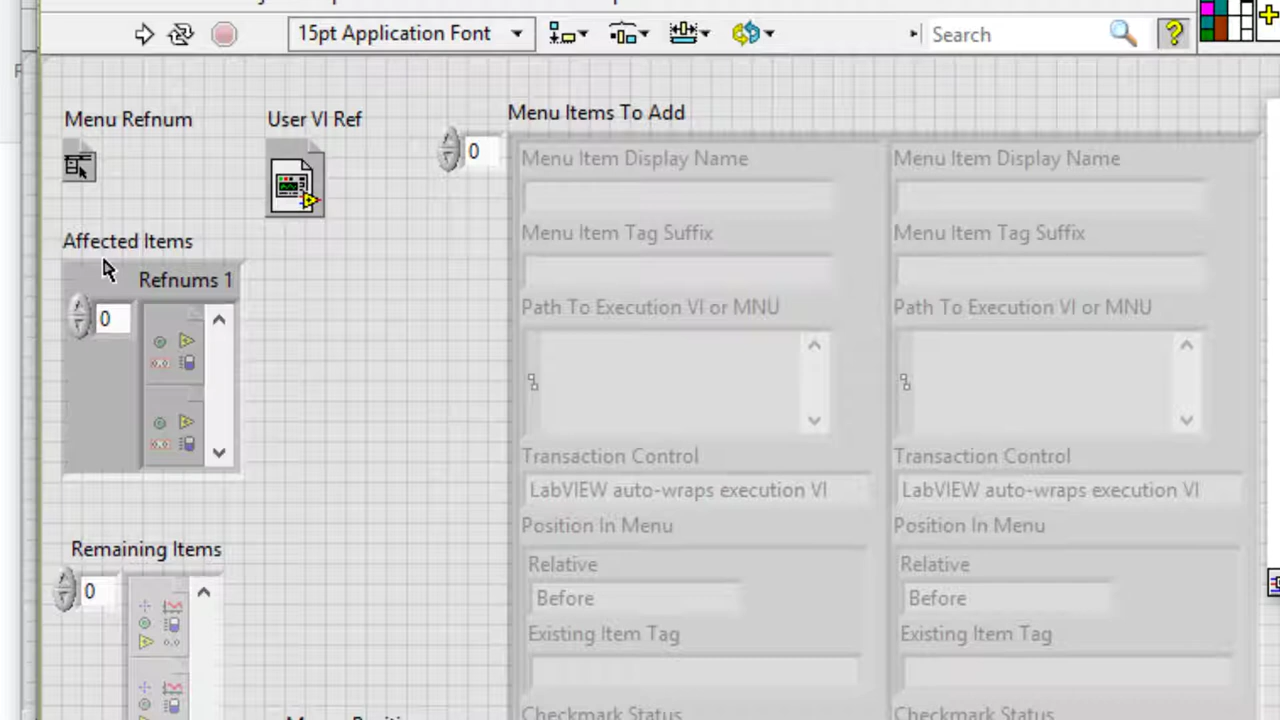 15pt Application Font
Search
?
Menu Refnum
User VI Ref
Menu Items To Add
0
Menu Item Display Name
Menu Item Display Name
Menu Item Tag Suffix
Menu Item Tag Suffix
Affected Items
Refnums 1
0
Path To Execution VI or MNU
Path To Execution VI or MNU
Transaction Control
Transaction Control
LabVIEW auto-wraps execution VI
LabVIEW auto-wraps execution VI
Position In Menu
Position In Menu
Remaining Items
0
Relative
Relative
Before
Before
Existing Item Tag
Existing Item Tag
Checkmark Status
Checkmark Status